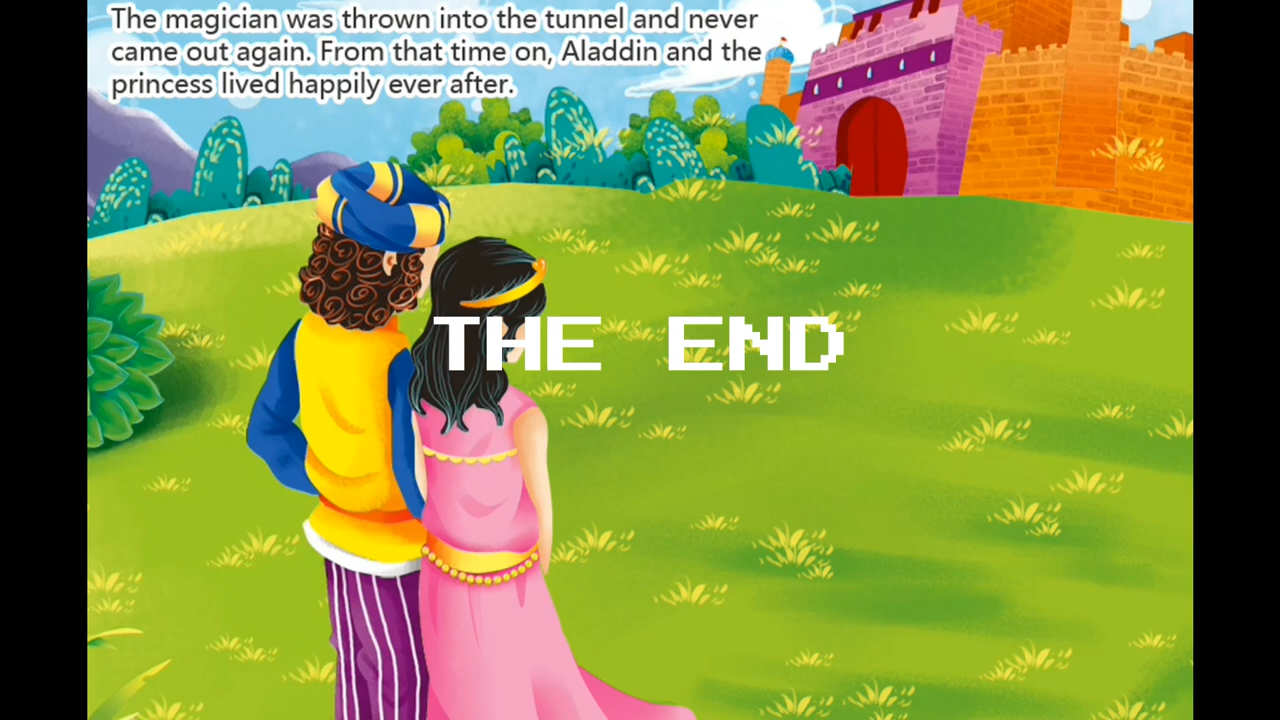 The magician was thrown into the tunnel and never
came out again. From that time on, Aladdin and the
princess lived happily ever after.
THE END